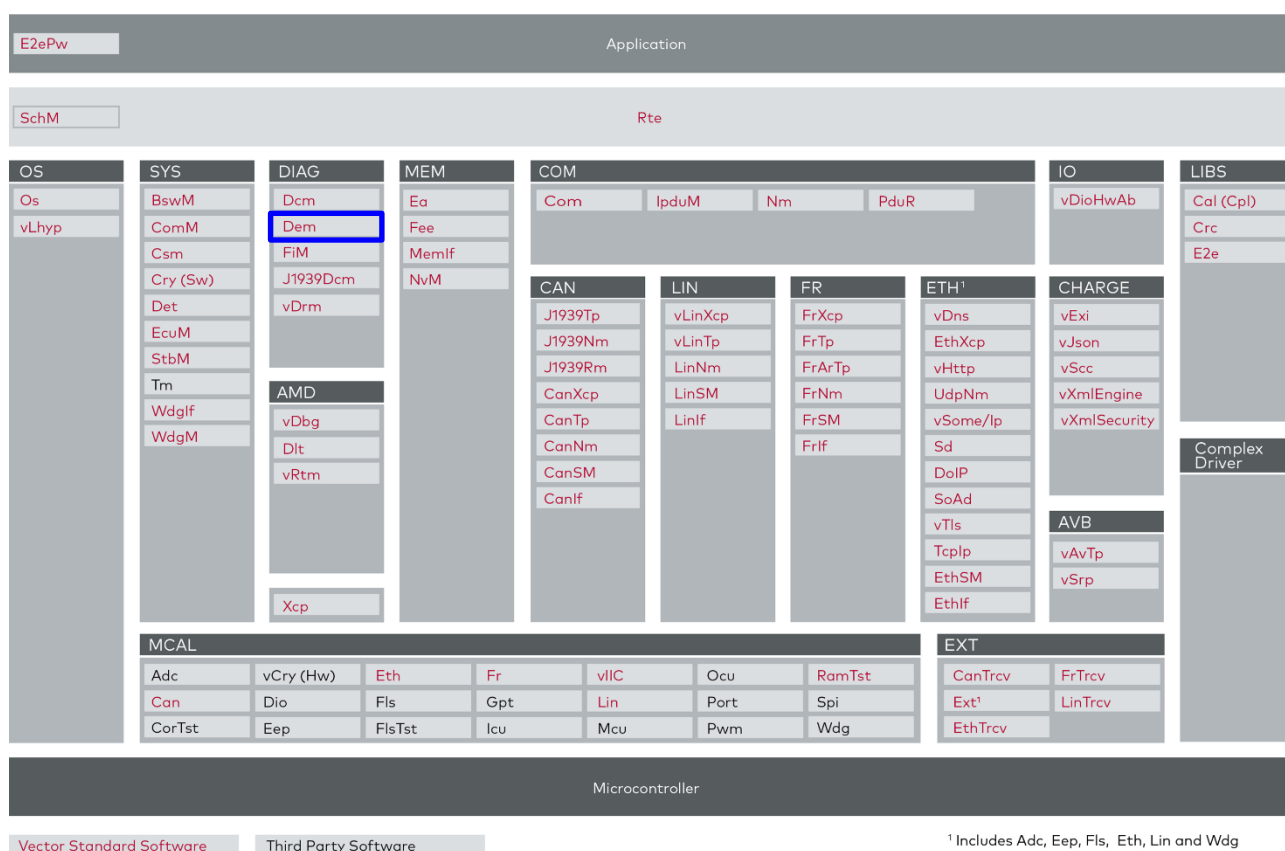 E2ePw
Application
SchM
Rte
OS
Os
vLhyp
SYS
BswM
ComM
Csm
Cry (Sw)
Det
EcuM
StbM
Tm
WdgIf
WdgM
DIAG
Dcm
Dem
FiM
J1939Dcm
vDrm
AMD
vDbg
Dlt
vRtm
Xcp
MEM
Ea
Fee
MemIf
NvM
COM
Com
IpduM
Nm
PduR
CAN
J1939Tp
J1939Nm
J1939Rm
CanXcp
CanTp
CanNm
CanSM
CanIf
LIN
vLinXcp
vLinTp
LinNm
LinSM
LinIf
FR
FrXcp
FrTp
FrArTp
FrNm
FrSM
FrIf
ETH¹
vDns
EthXcp
vHttp
UdpNm
vSome/Ip
Sd
DoIP
SoAd
vTls
TcpIp
EthSM
EthIf
IO
vDioHwAb
CHARGE
vExi
vJson
vScc
vXmlEngine
vXmlSecurity
AVB
vAvTp
vSrp
LIBS
Cal (Cpl)
Crc
E2e
Complex
Driver
MCAL
Adc
vCry (Hw)
Eth
Fr
vIIC
Ocu
RamTst
Can
Dio
Fls
Gpt
Lin
Port
Spi
CorTst
Eep
FlsTst
Icu
Mcu
Pwm
Wdg
EXT
CanTrcv
FrTrcv
Ext¹
LinTrcv
EthTrcv
Microcontroller
Vector Standard Software
Third Party Software
¹ Includes Adc, Eep, Fls, Eth, Lin and Wdg